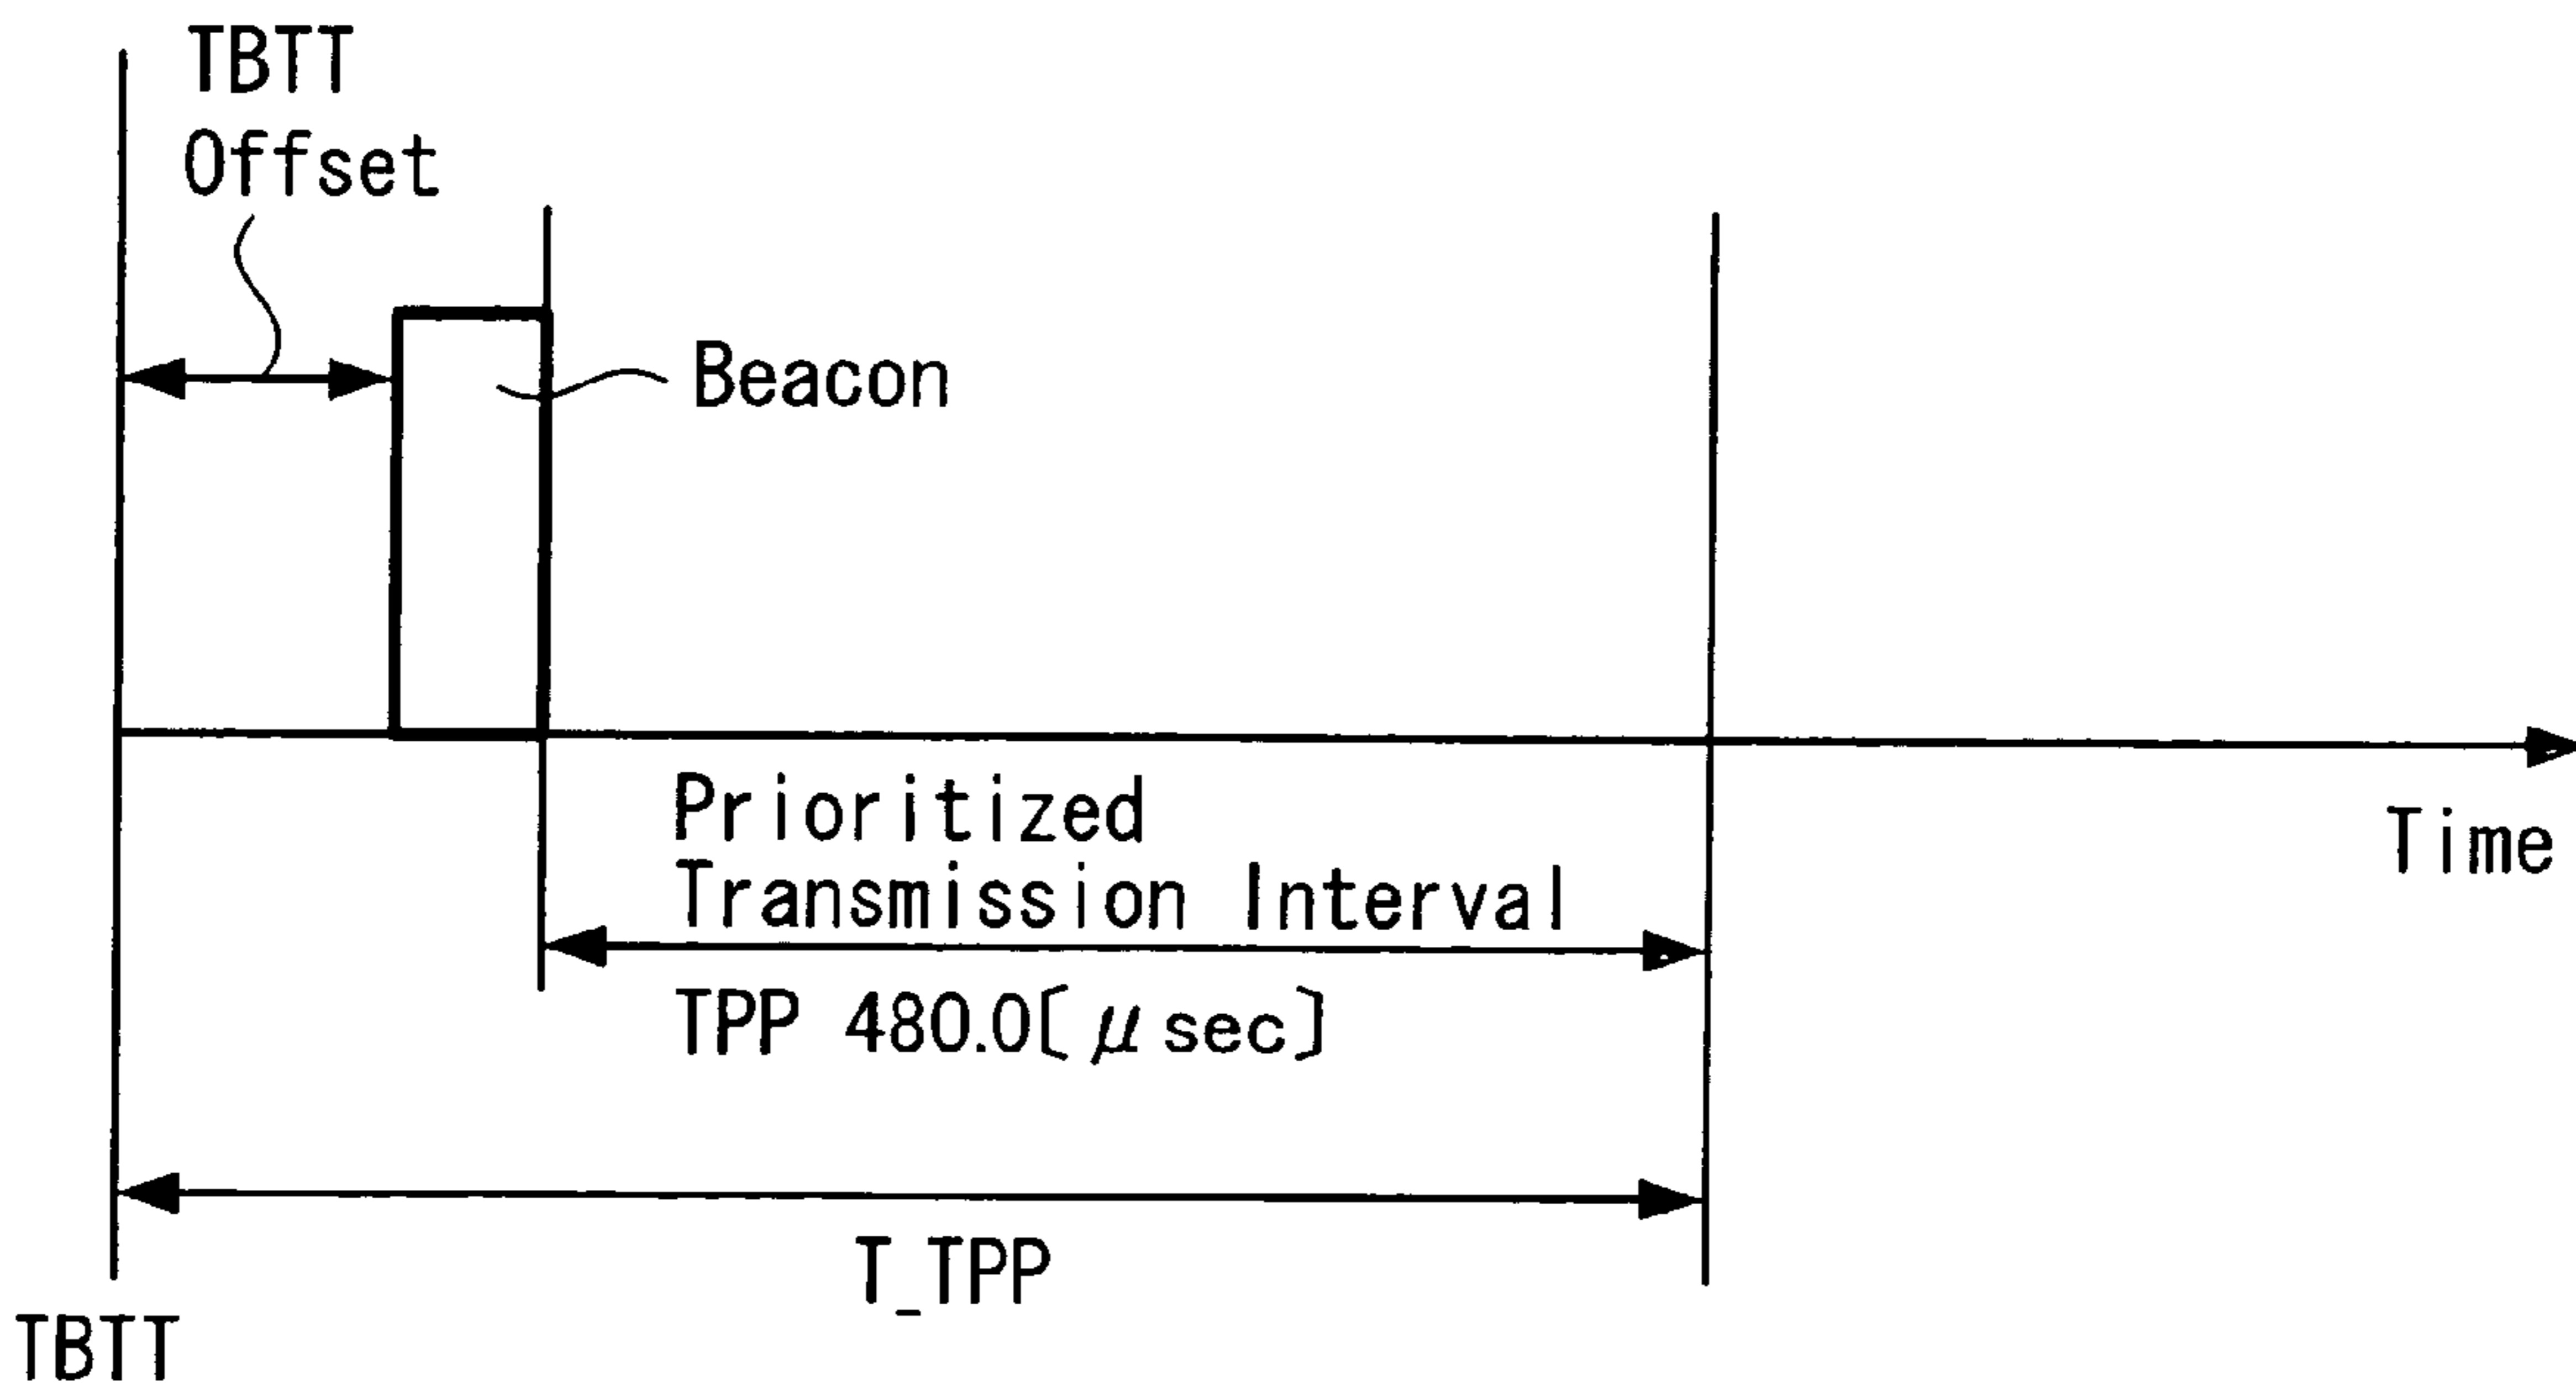 TBTT
Offset
Beacon
Prioritized
Transmission Interval
TPP 480.0〔μsec〕
Time
T_TPP
TBTT